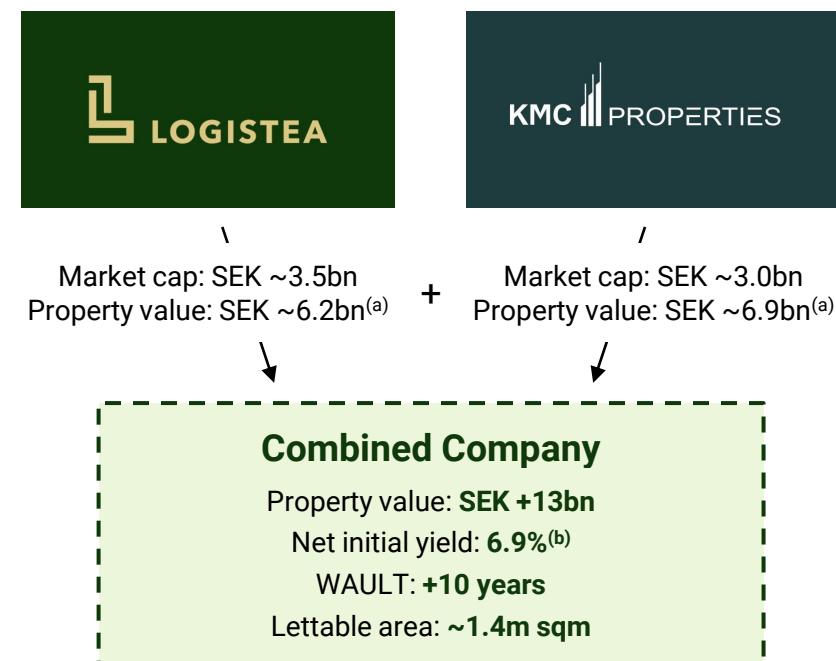 LOGISTEA
KMC PROPERTIES
Market cap: SEK ~3.5bn
Property value: SEK ~6.2bn(a)
+
Market cap: SEK ~3.0bn
Property value: SEK ~6.9bn(a)
Combined Company
Property value: SEK +13bn
Net initial yield: 6.9%(b)
WAULT: +10 years
Lettable area: ~1.4m sqm